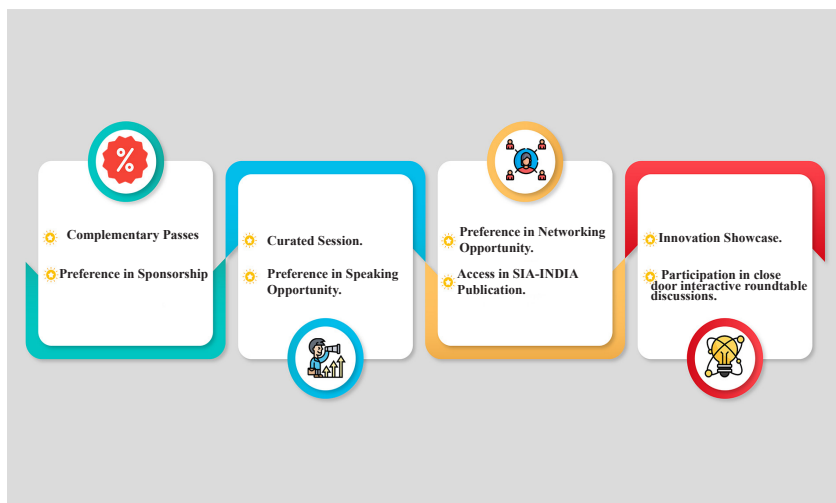 %
Complementary Passes
Preference in Sponsorship
Curated Session.
Preference in Speaking
Opportunity.
Preference in Networking
Opportunity.
Access in SIA-INDIA
Publication.
Innovation Showcase.
Participation in close
door interactive roundtable
discussions.